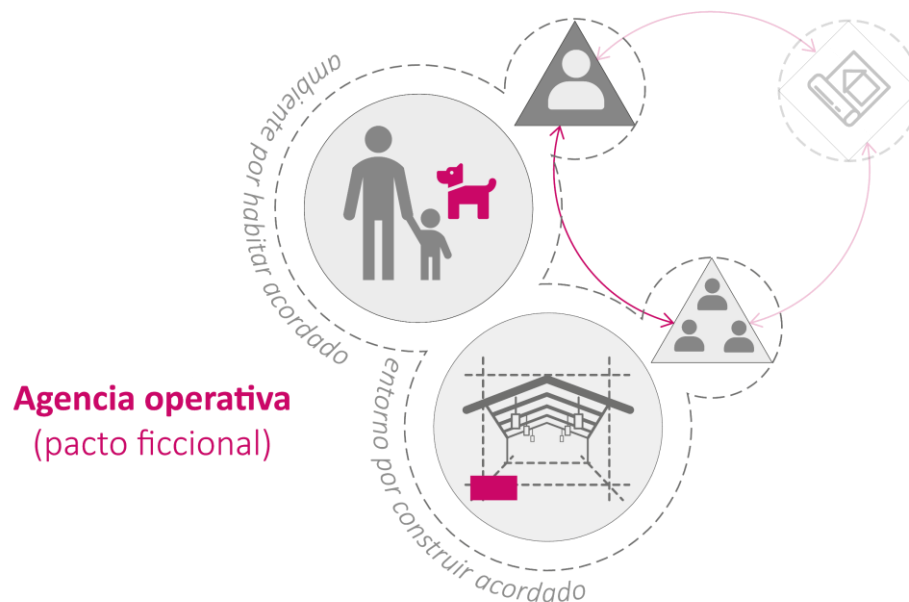 ambiente por habitar acordado
entorno por construir acordado
Agencia operativa
(pacto ficcional)